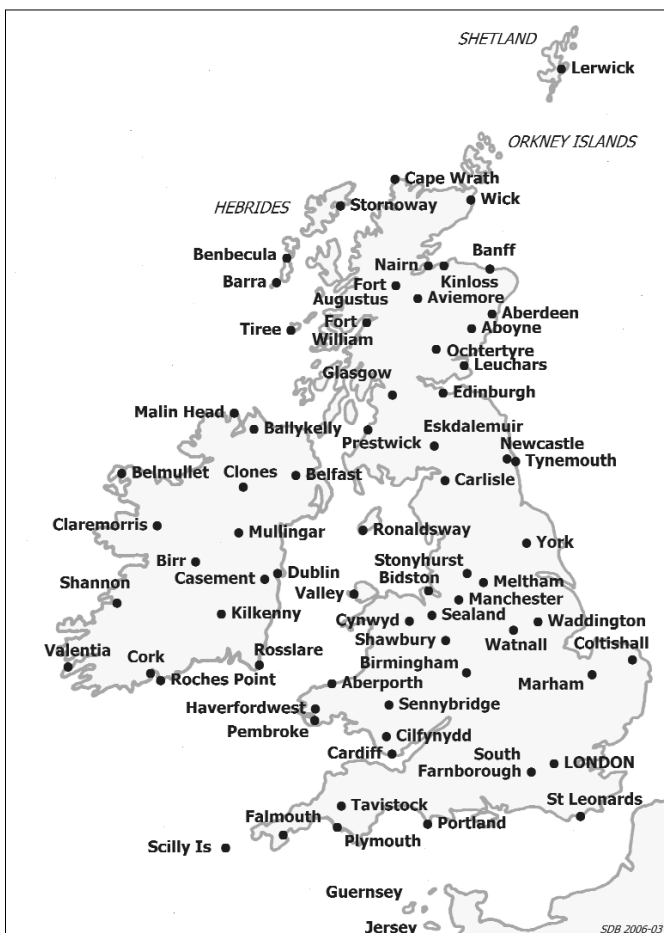 SHETLAND
Lerwick
ORKNEY ISLANDS
Cape Wrath
Wick
HEBRIDES
Stornoway
Benbecula
Banff
Nairn
Kinloss
Barra
Fort
Augustus
Aviemore
Aberdeen
Tiree
Fort
William
Aboyne
Ochtertyre
Leuchars
Glasgow
Edinburgh
Malin Head
Ballykelly
Prestwick
Eskdalemuir
Newcastle
Tynemouth
Belmullet
Clones
Belfast
Carlisle
Claremorris
Mullingar
Ronaldsway
York
Birr
Casement
Dublin
Stonyhurst
Bidston
Meltham
Shannon
Valley
Manchester
Kilkenny
Cynwyd
Sealand
Waddington
Shawbury
Watnall
Coltishall
Valentia
Cork
Rosslare
Birmingham
Roches Point
Aberporth
Marham
Haverfordwest
Sennybridge
Pembroke
Cilfynydd
Cardiff
South
Farnborough
LONDON
Tavistock
St Leonards
Falmouth
Portland
Plymouth
Scilly Is
Guernsey
Jersey
SDB 2006-03